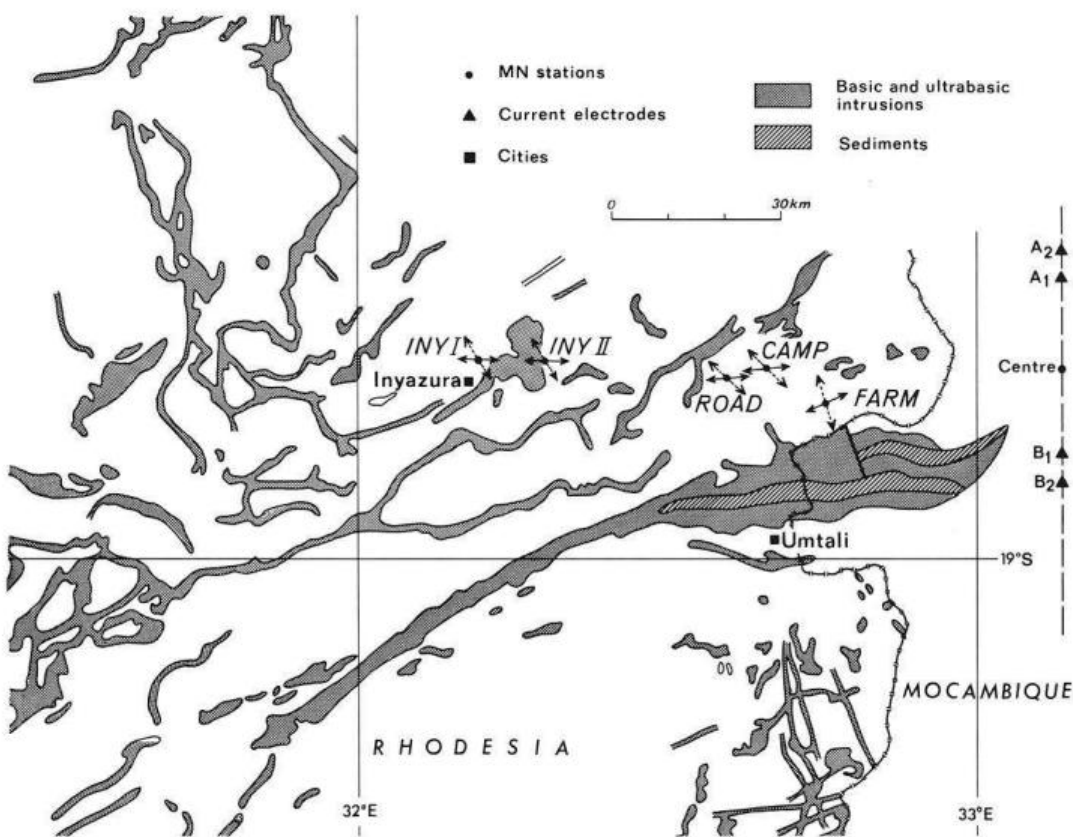 MN stations
Current electrodes
Cities
Basic and ultrabasic
intrusions
Sediments
0 30km
A2
A1
INY I
INY II
CAMP
Inyazura
Centre
ROAD
FARM
B1
B2
Umtali
19°S
MOCAMBIQUE
RHODESIA
32°E
33°E